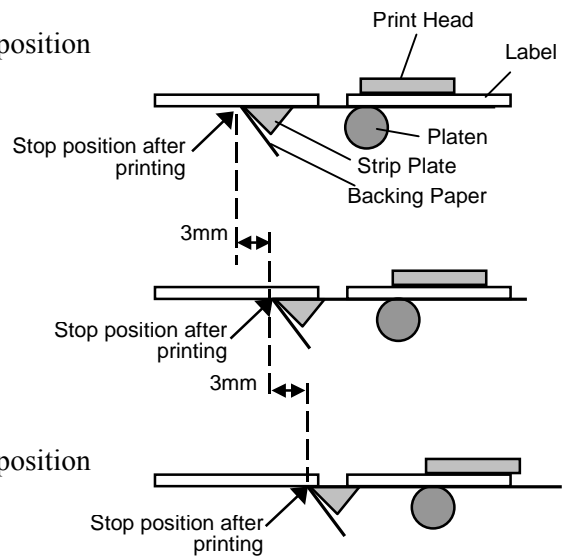 position
Print Head
Label
Platen
Stop position after
printing
Strip Plate
Backing Paper
3mm
Stop position after
printing
3mm
position
Stop position after
printing